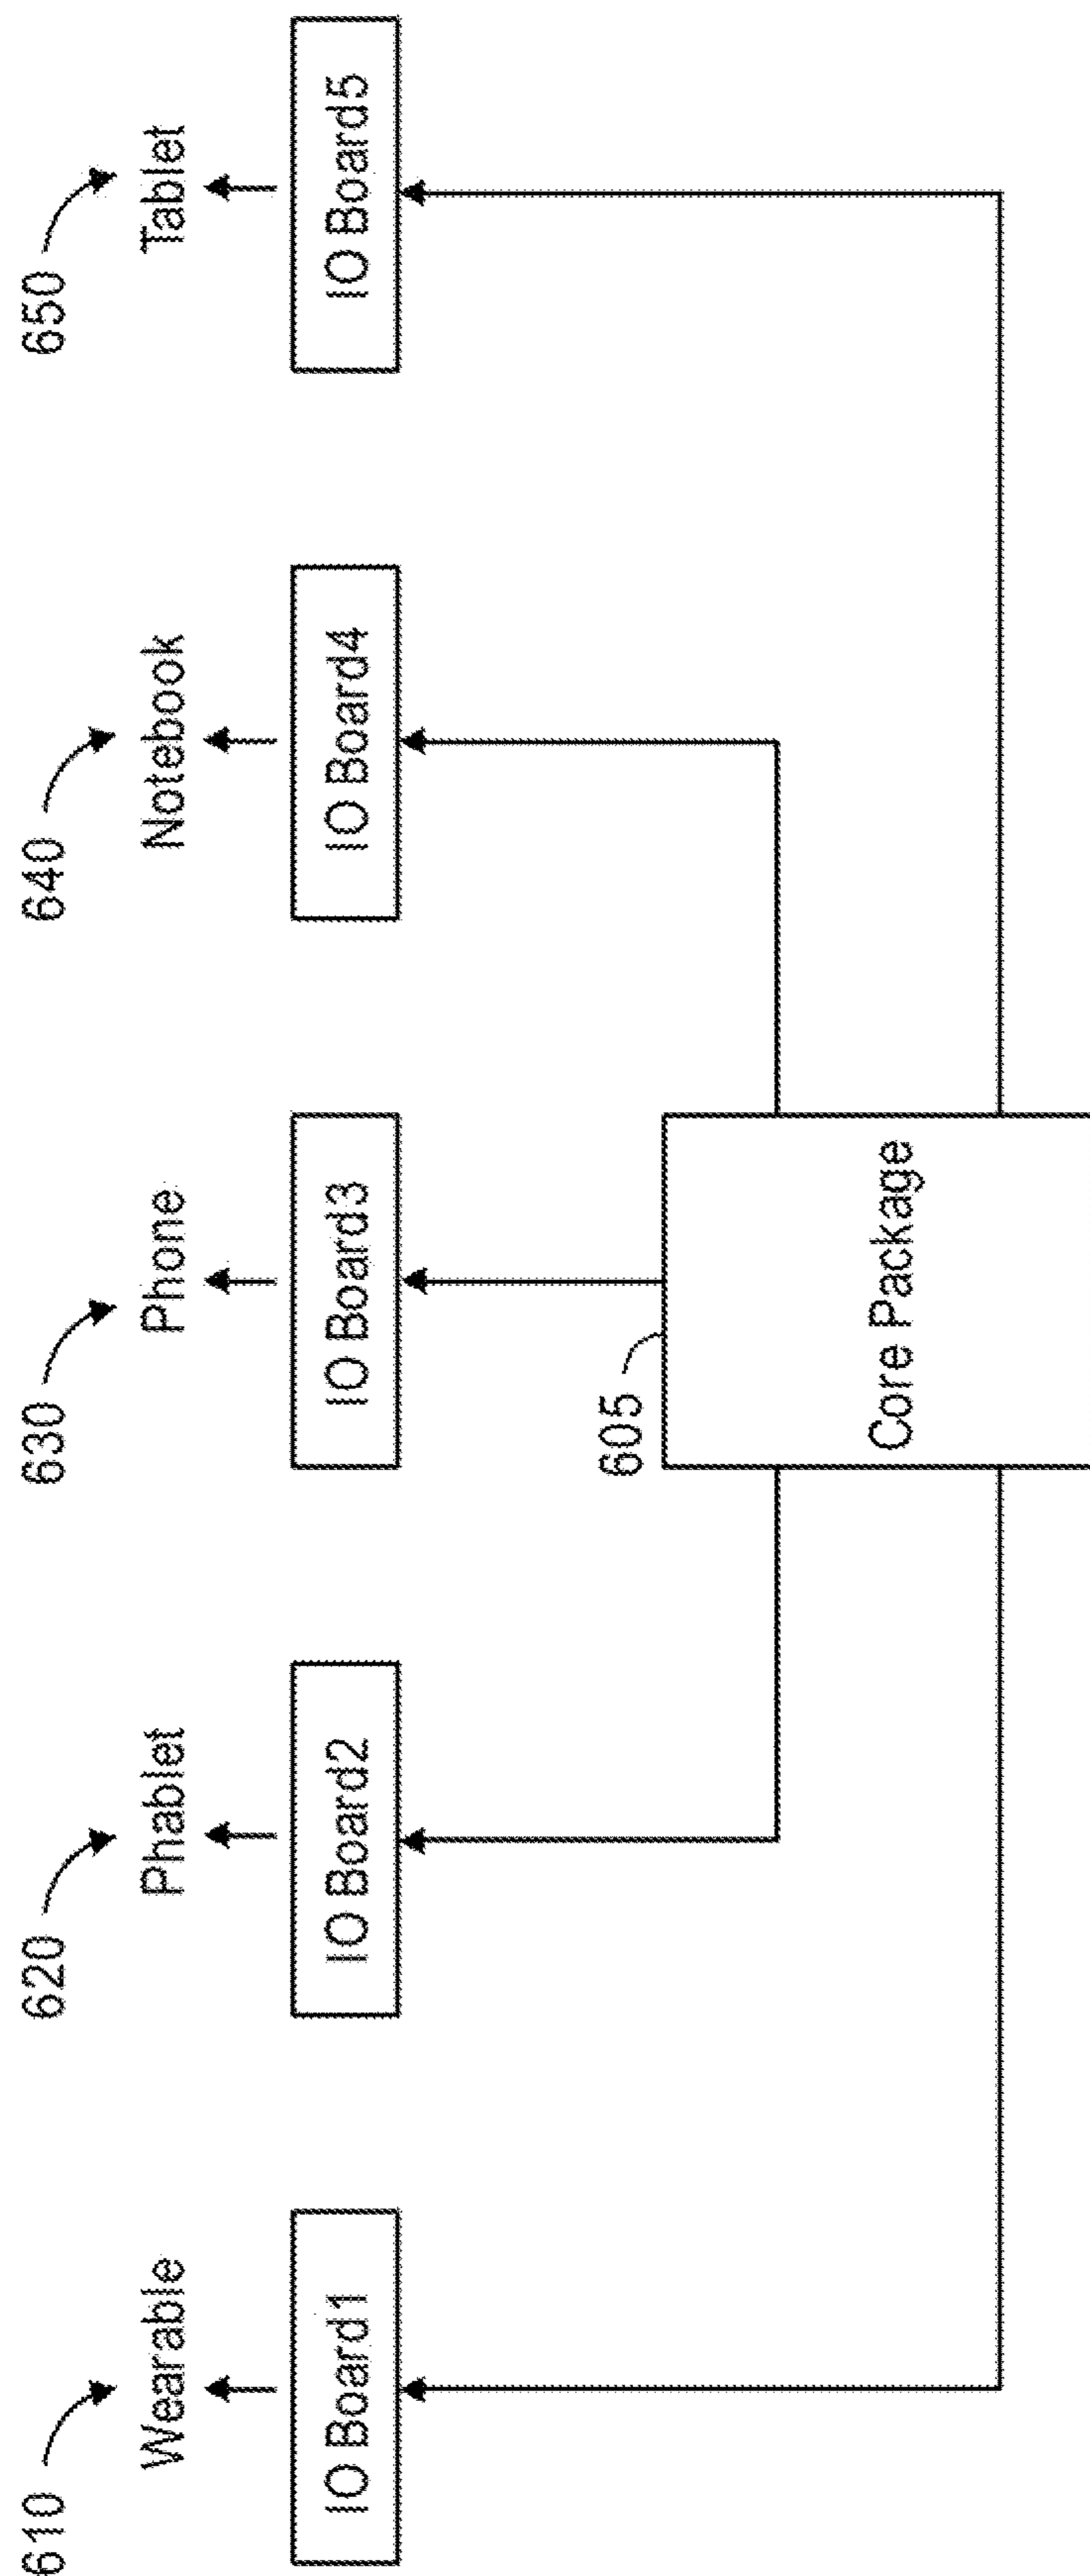 610
620
630
640
650
Wearable
Phablet
Phone
Notebook
Tablet
IO Board1
IO Board2
IO Board3
IO Board4
IO Board5
605
Core Package